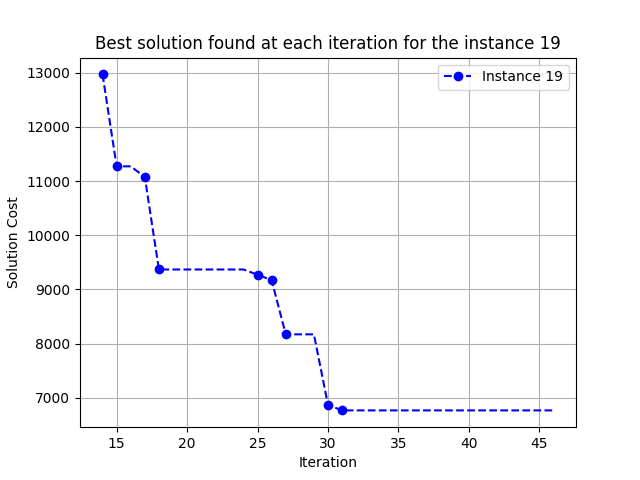 Best solution found at each iteration for the instance 19
Instance 19
Solution Cost
13000
12000
11000
10000
9000
8000
7000
15 20 25 30 35 40 45
Iteration